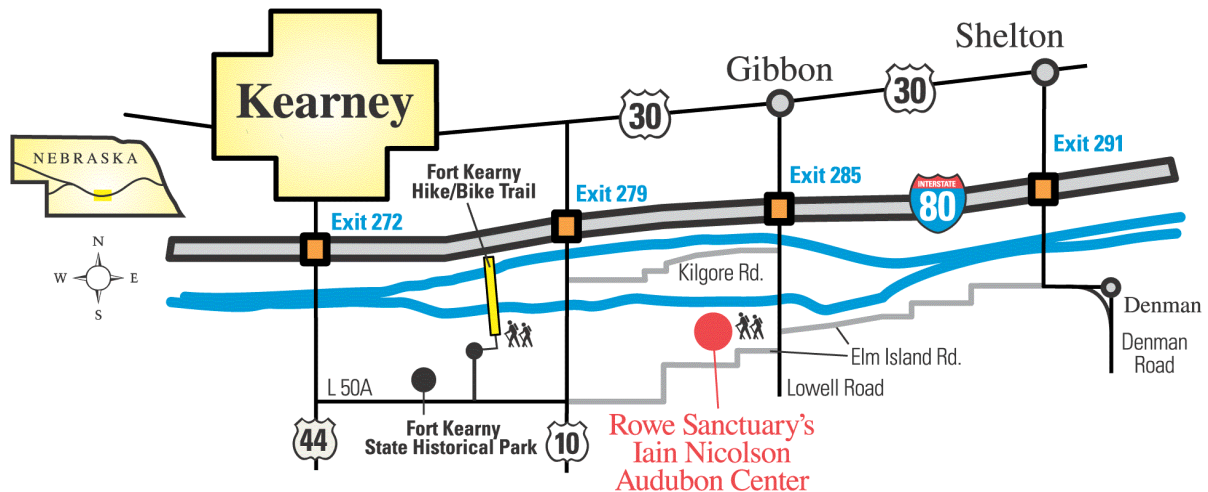 Shelton
Gibbon
30
30
Kearney
NEBRASKA
Exit 291
Fort Kearny
Hike/Bike Trail
Exit 279
Exit 285
INTERSTATE
80
Exit 272
N
W E
S
Kilgore Rd.
Denman
Elm Island Rd.
Denman
Road
L 50A
Lowell Road
Fort Kearny
State Historical Park
44
10
Rowe Sanctuary's
Iain Nicolson
Audubon Center